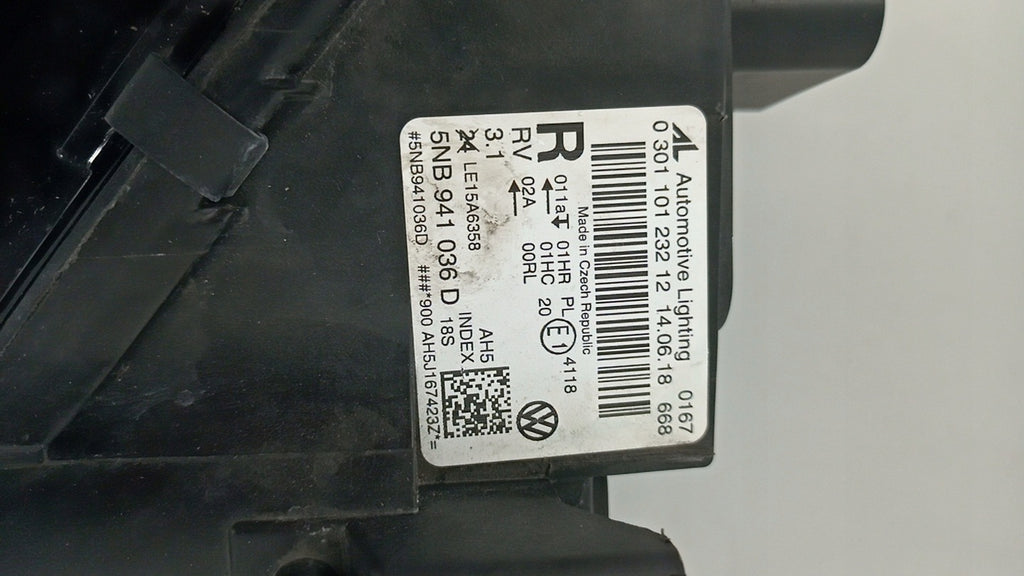 AL Automotive Lighting 0167
0 301 101 232 12 14.06.18 668
Made in Czech Republic
R 011a 01HR PL E1 4118
01HC 20
RV 02A 00RL
3.1 AH5
24 LE15A6358 INDEX
5NB 941 036 D 18S
#5NB941036D ###*900 AH5J167423Z*=